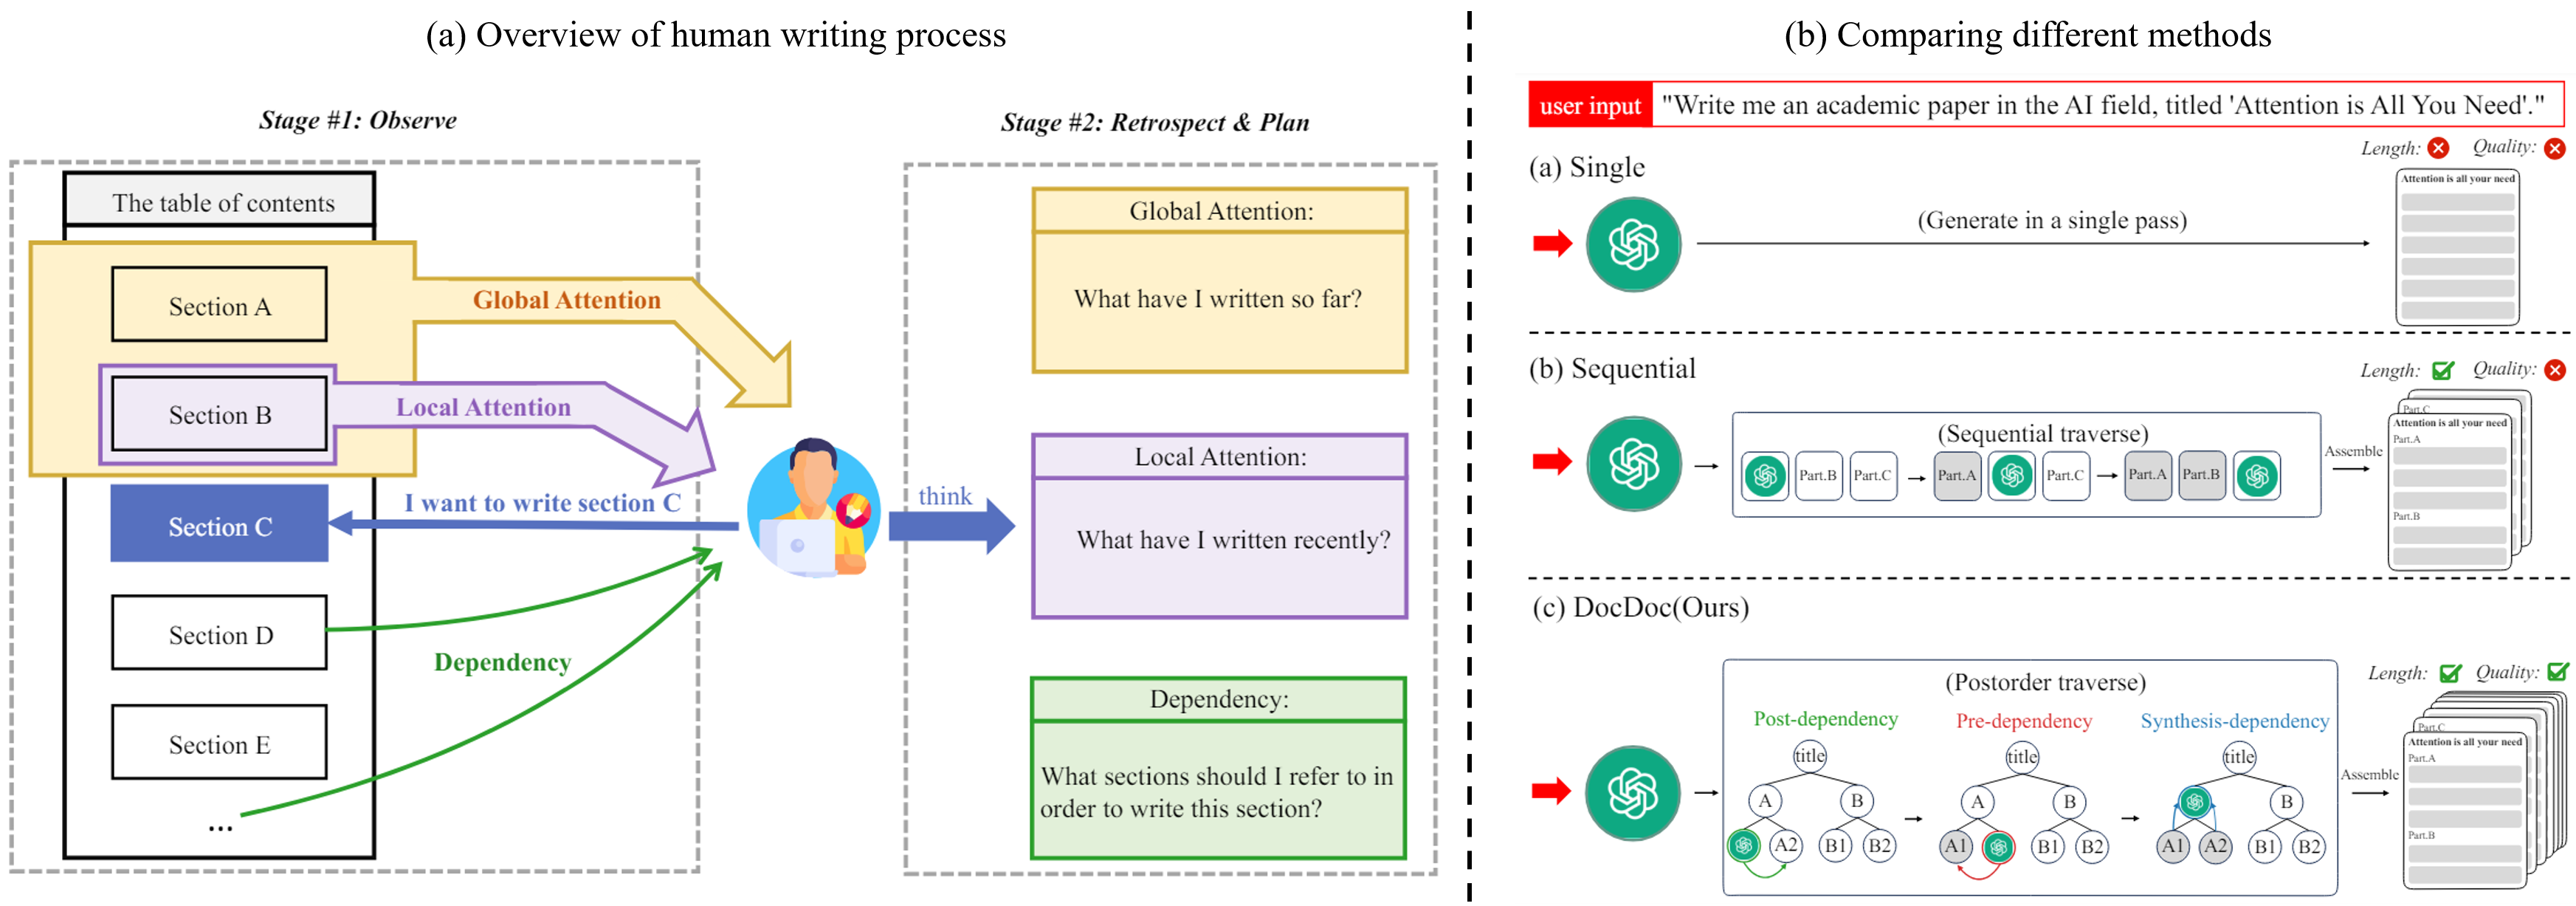 (a) Overview of human writing process
Stage #1: Observe
Stage #2: Retrospect & Plan
The table of contents
Section A
Section B
Section C
Section D
Section E
...
Global Attention
Local Attention
I want to write section C
Dependency
think
Global Attention:
What have I written so far?
Local Attention:
What have I written recently?
Dependency:
What sections should I refer to in
order to write this section?
(b) Comparing different methods
user input
"Write me an academic paper in the AI field, titled 'Attention is All You Need'."
(a) Single
Length:
Quality:
(Generate in a single pass)
Attention is all your need
(b) Sequential
Length:
Quality:
(Sequential traverse)
Part.B
Part.C
Part.A
Part.C
Part.A
Part.B
Assemble
Part.C
Attention is all your need
Part.A
Part.B
(c) DocDoc(Ours)
Length:
Quality:
(Postorder traverse)
Post-dependency
Pre-dependency
Synthesis-dependency
title
A
B
A2
B1
B2
title
A
B
A1
B1
B2
title
B
A1
A2
B1
B2
Assemble
Part.C
Attention is all your need
Part.A
Part.B